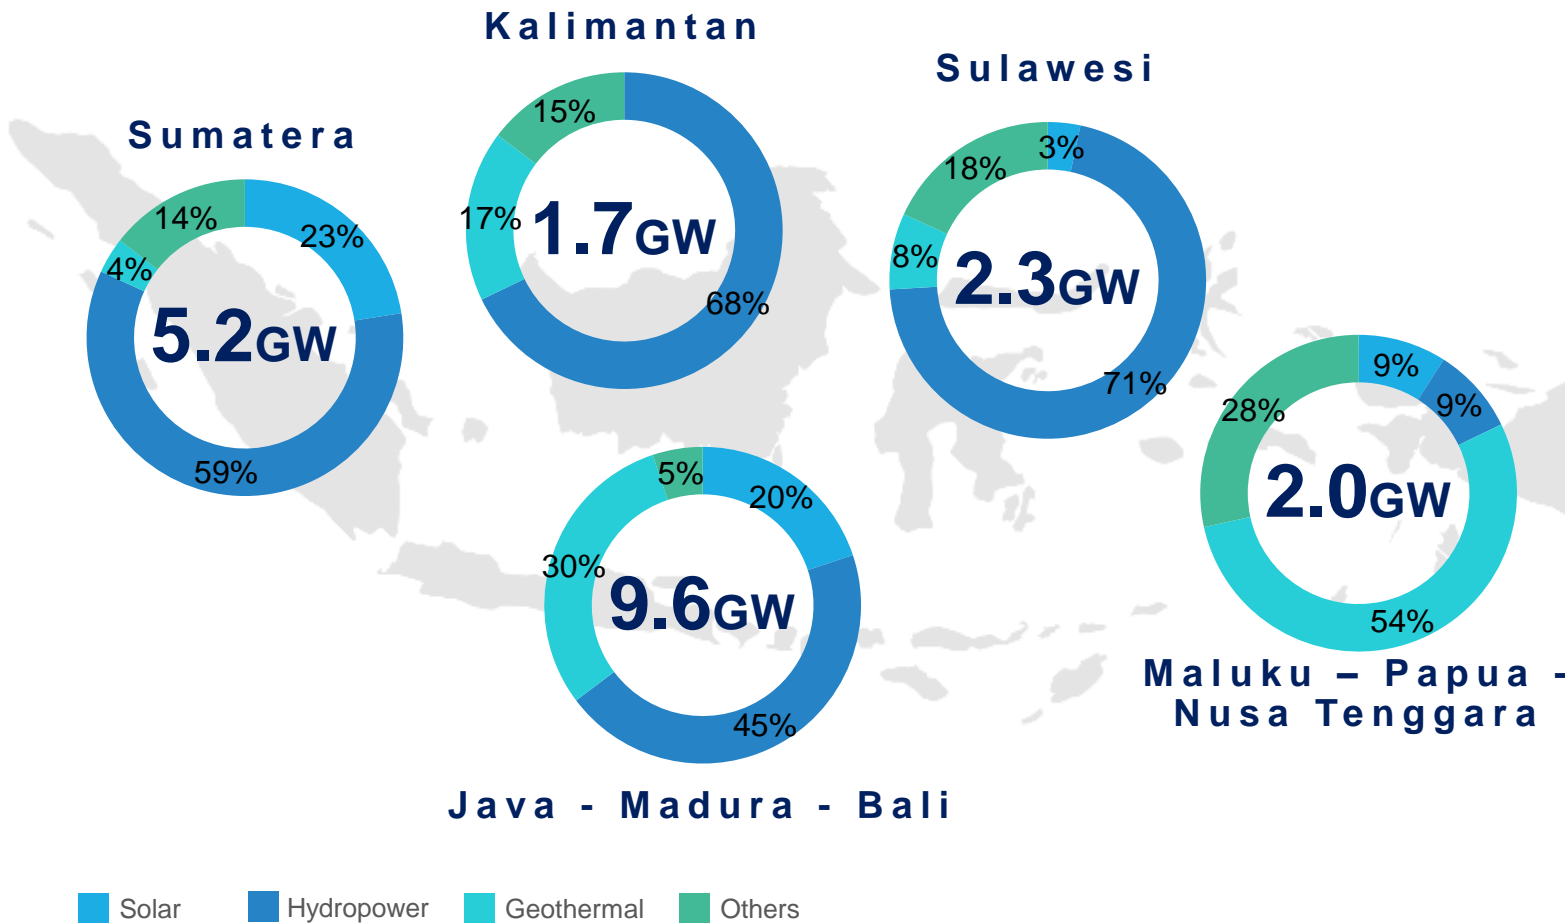 Kalimantan
15%
17%
1.7GW
68%
Sulawesi
3%
18%
8%
2.3GW
71%
Sumatera
14%
23%
4%
5.2GW
59%
9%
9%
28%
2.0GW
54%
Maluku – Papua -
Nusa Tenggara
5%
20%
30%
9.6GW
45%
Java - Madura - Bali
Solar
Hydropower
Geothermal
Others